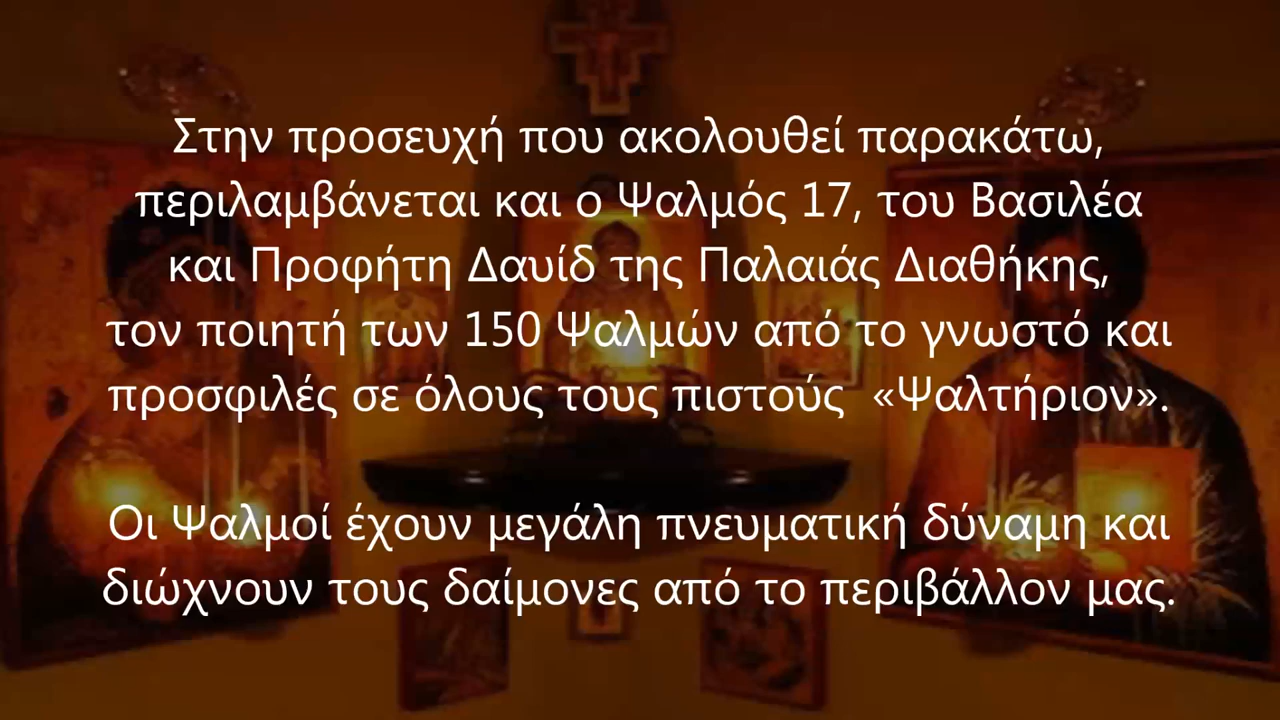 Στην προσευχή που ακολουθεί παρακάτω,
περιλαμβάνεται και ο Ψαλμός 17, του Βασιλέα
και Προφήτη Δαυίδ της Παλαιάς Διαθήκης,
τον ποιητή των 150 Ψαλμών από το γνωστό και
προσφιλές σε όλους τους πιστούς «Ψαλτήριον».
Οι Ψαλμοί έχουν μεγάλη πνευματική δύναμη και
διώχνουν τους δαίμονες από το περιβάλλον μας.